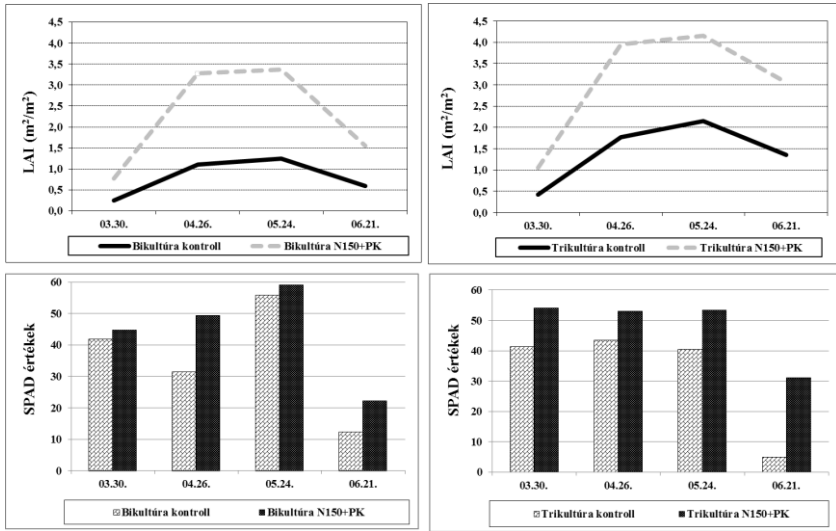 4,5
4,0
3,5
3,0
2,5
2,0
1,5
1,0
0,5
0,0
LAI (m²/m²)
03.30. 04.26. 05.24. 06.21.
Bikultúra kontroll Bikultúra N150+PK
4,5
4,0
3,5
3,0
2,5
2,0
1,5
1,0
0,5
0,0
LAI (m²/m²)
03.30. 04.26. 05.24. 06.21.
Trikultúra kontroll Trikultúra N150+PK
60
50
40
30
20
10
0
SPAD értékek
03.30. 04.26. 05.24. 06.21.
Bikultúra kontroll Bikultúra N150+PK
60
50
40
30
20
10
0
SPAD értékek
03.30. 04.26. 05.24. 06.21.
Trikultúra kontroll Trikultúra N150+PK